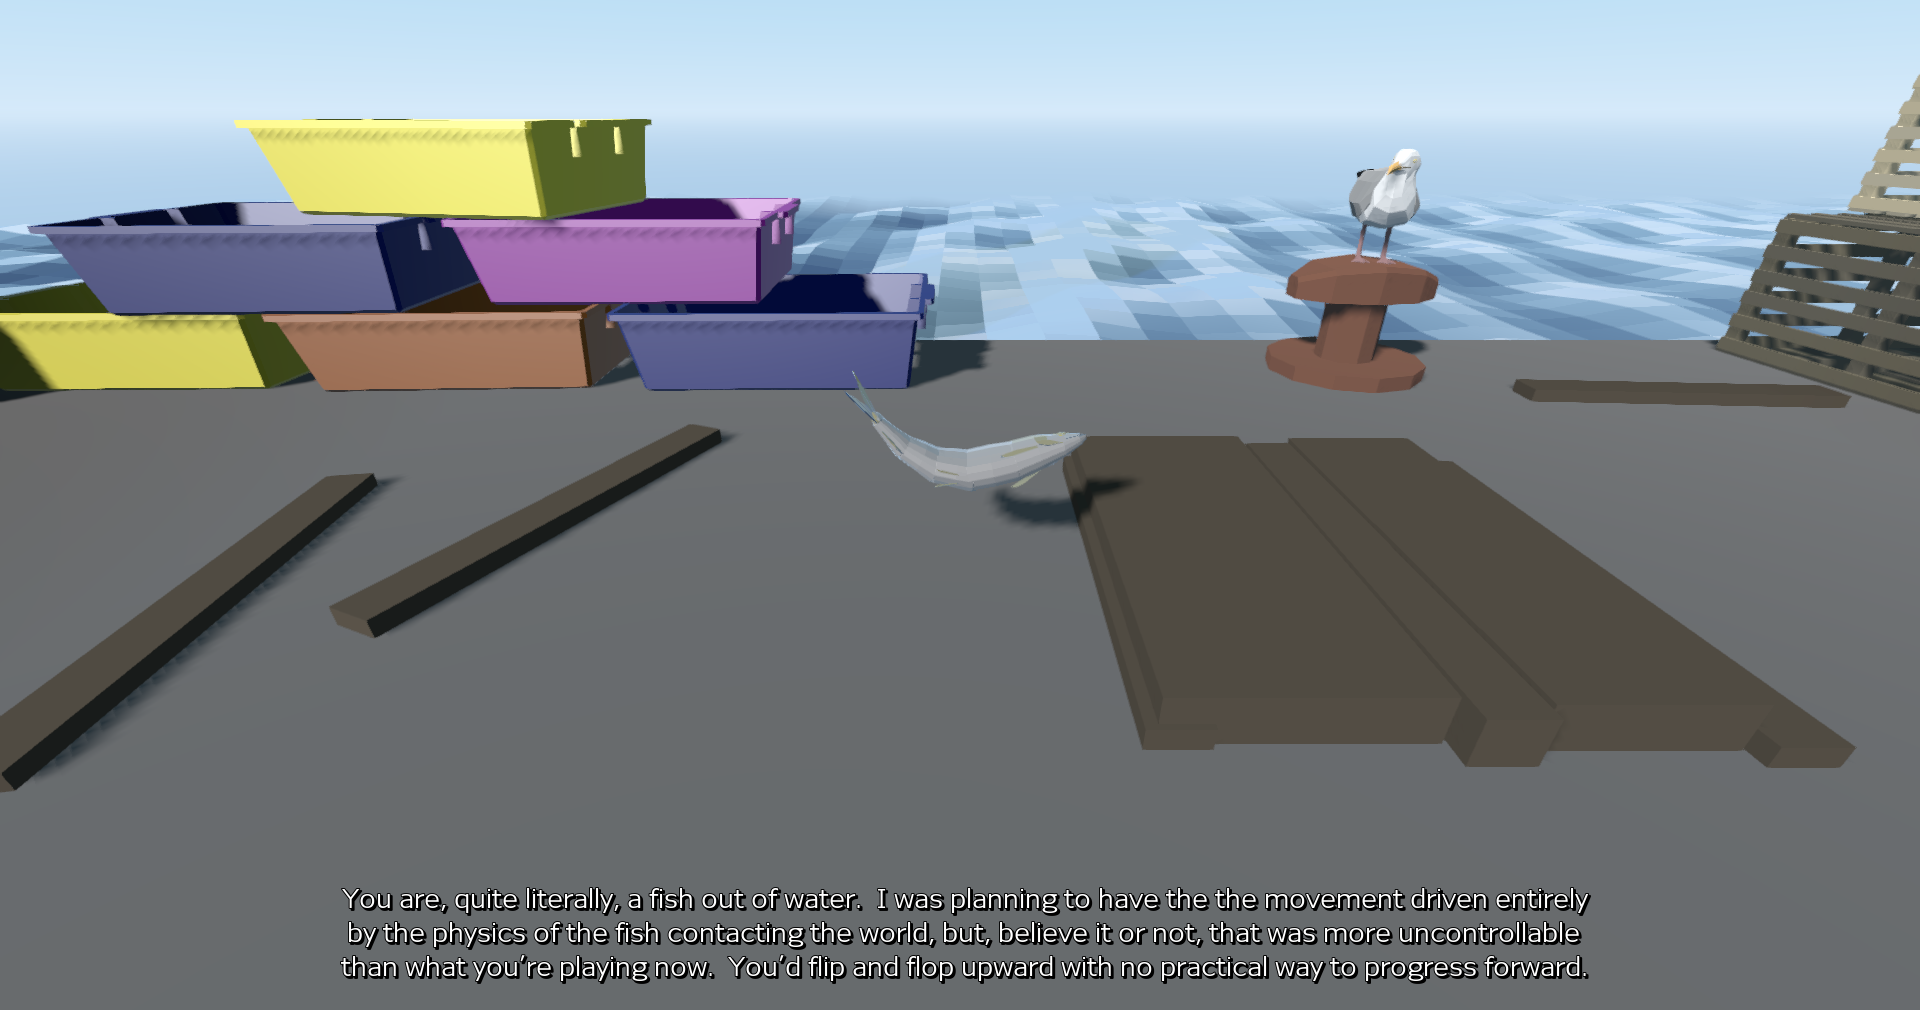 You are, quite literally, a fish out of water.  I was planning to have the the movement driven entirely
by the physics of the fish contacting the world, but, believe it or not, that was more uncontrollable
than what you're playing now.  You'd flip and flop upward with no practical way to progress forward.